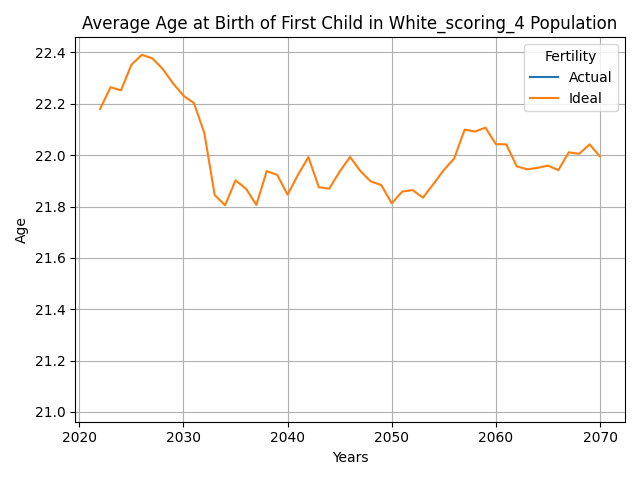 Average Age at Birth of First Child in White_scoring_4 Population
Fertility
Actual
Ideal
22.4
22.2
22.0
21.8
21.6
21.4
21.2
21.0
Age
2020 2030 2040 2050 2060 2070
Years